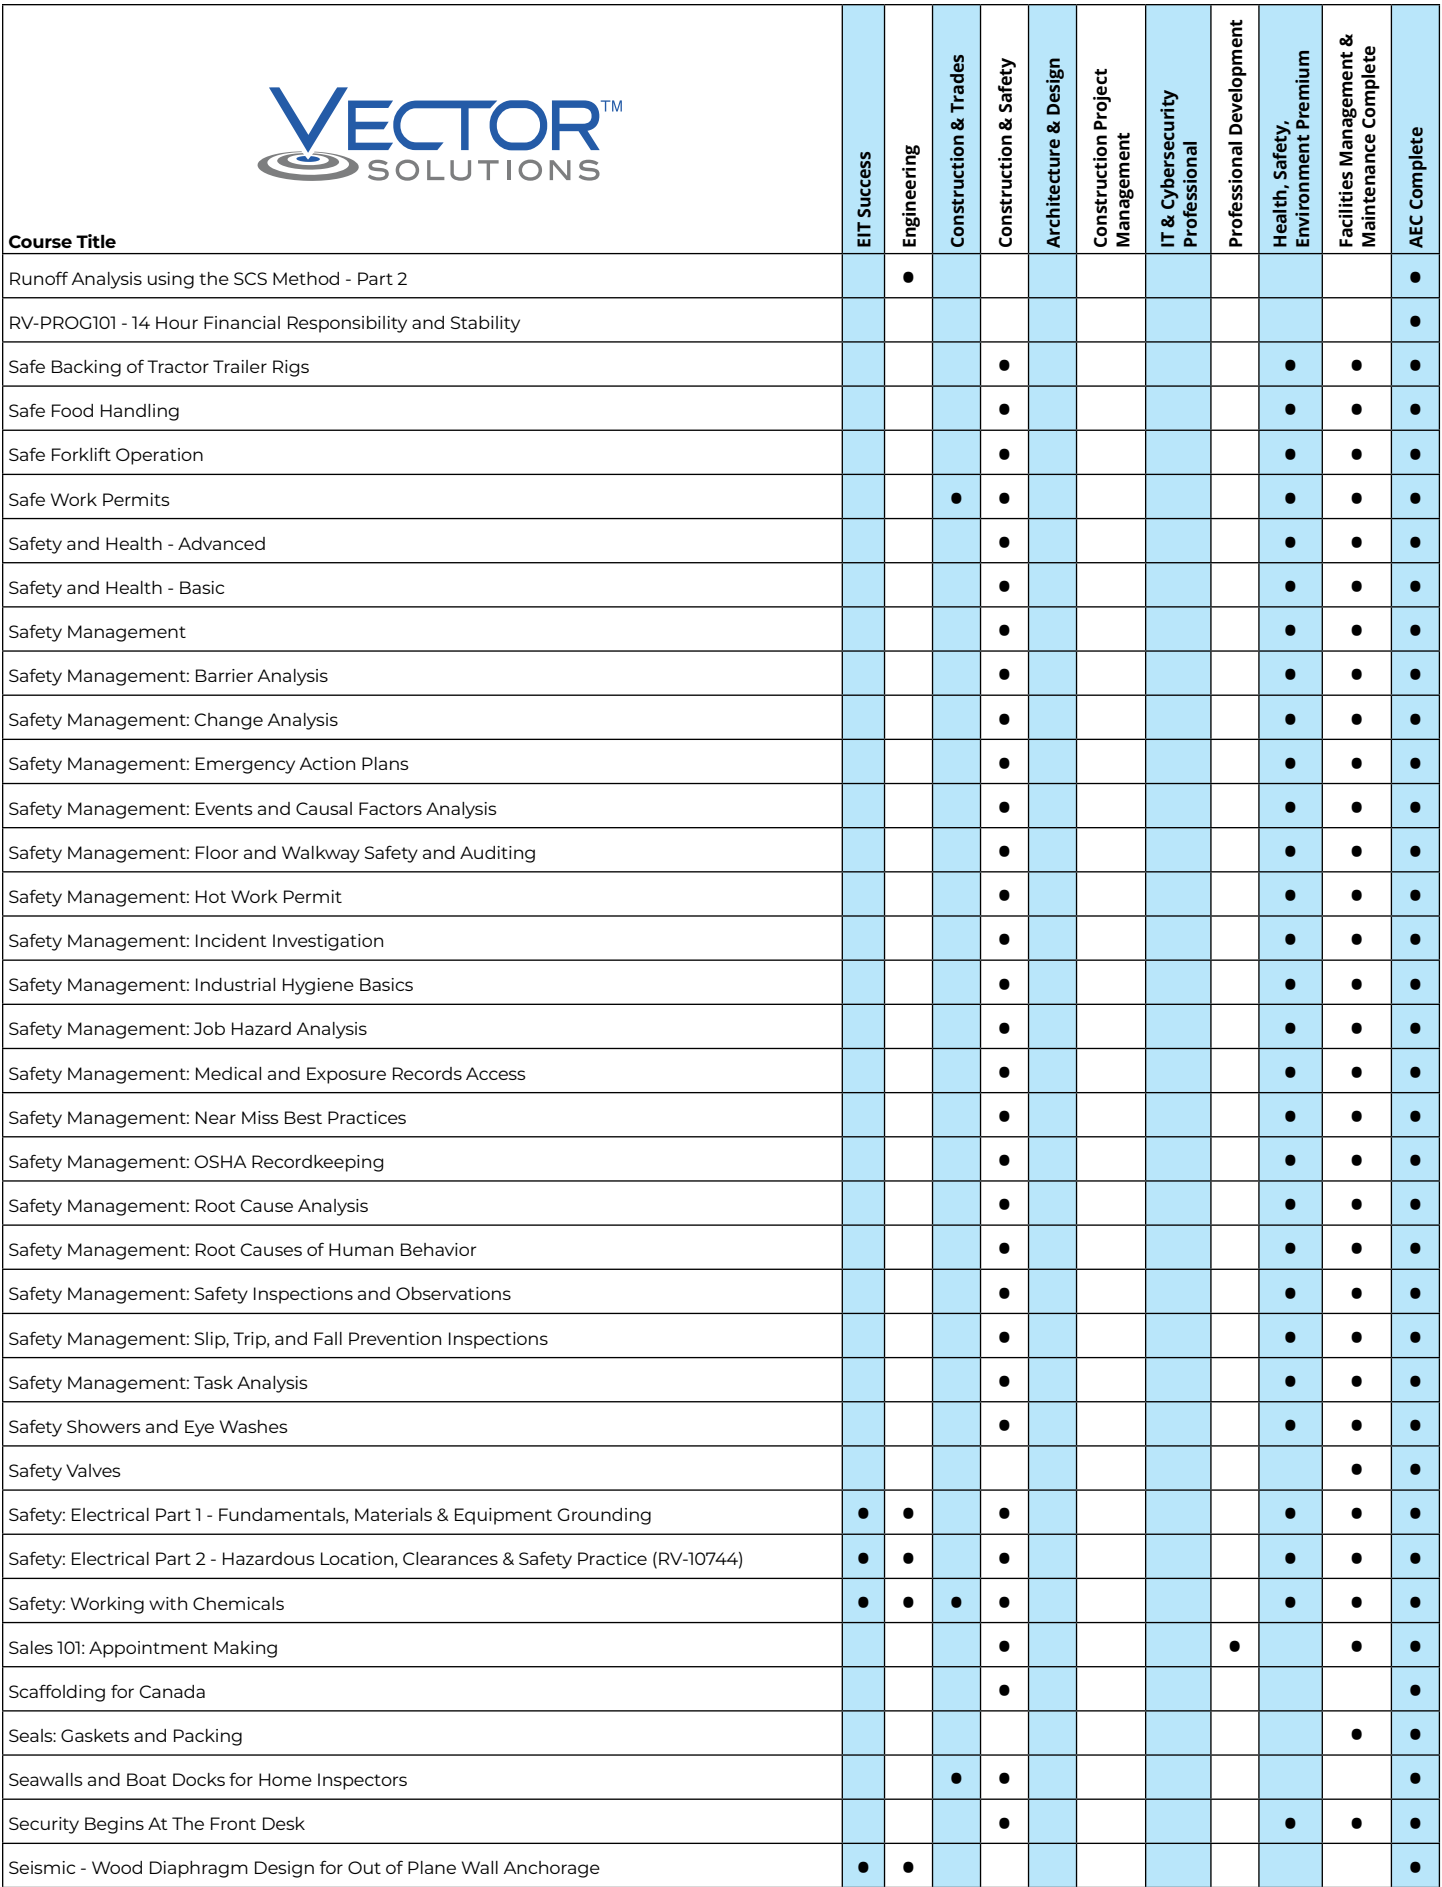 VECTOR™
SOLUTIONS
Course Title
EIT Success
Engineering
Construction & Trades
Construction & Safety
Architecture & Design
Construction Project
Management
IT & Cybersecurity
Professional
Professional Development
Health, Safety,
Environment Premium
Facilities Management &
Maintenance Complete
AEC Complete
Runoff Analysis using the SCS Method - Part 2 • •
RV-PROG101 - 14 Hour Financial Responsibility and Stability •
Safe Backing of Tractor Trailer Rigs • • • •
Safe Food Handling • • • •
Safe Forklift Operation • • • •
Safe Work Permits • • • • •
Safety and Health - Advanced • • • •
Safety and Health - Basic • • • •
Safety Management • • • •
Safety Management: Barrier Analysis • • • •
Safety Management: Change Analysis • • • •
Safety Management: Emergency Action Plans • • • •
Safety Management: Events and Causal Factors Analysis • • • •
Safety Management: Floor and Walkway Safety and Auditing • • • •
Safety Management: Hot Work Permit • • • •
Safety Management: Incident Investigation • • • •
Safety Management: Industrial Hygiene Basics • • • •
Safety Management: Job Hazard Analysis • • • •
Safety Management: Medical and Exposure Records Access • • • •
Safety Management: Near Miss Best Practices • • • •
Safety Management: OSHA Recordkeeping • • • •
Safety Management: Root Cause Analysis • • • •
Safety Management: Root Causes of Human Behavior • • • •
Safety Management: Safety Inspections and Observations • • • •
Safety Management: Slip, Trip, and Fall Prevention Inspections • • • •
Safety Management: Task Analysis • • • •
Safety Showers and Eye Washes • • • •
Safety Valves • •
Safety: Electrical Part 1 - Fundamentals, Materials & Equipment Grounding • • • • • •
Safety: Electrical Part 2 - Hazardous Location, Clearances & Safety Practice (RV-10744) • • • • • •
Safety: Working with Chemicals • • • • • • •
Sales 101: Appointment Making • • • •
Scaffolding for Canada • •
Seals: Gaskets and Packing • •
Seawalls and Boat Docks for Home Inspectors • • •
Security Begins At The Front Desk • • • •
Seismic - Wood Diaphragm Design for Out of Plane Wall Anchorage • • •